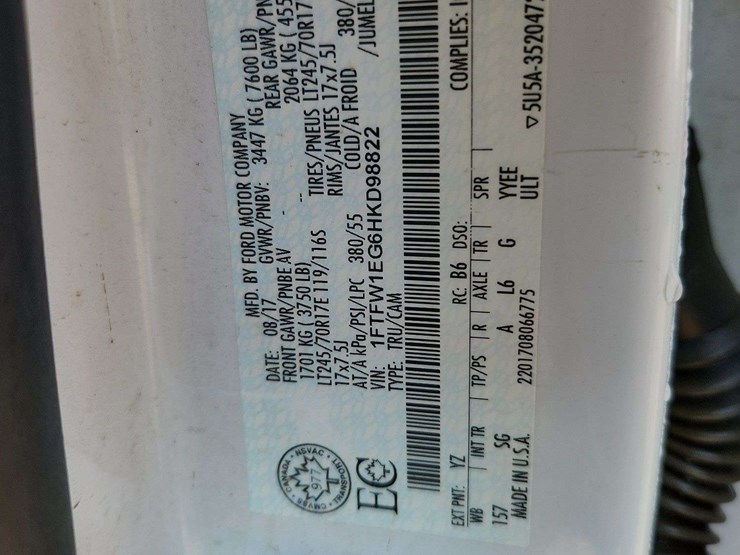 MFD. BY FORD MOTOR COMPANY
DATE: 08/17 GVWR/PNBV: 3447 KG ( 7600 LB)
FRONT GAWR/PNBE AV - REAR GAWR/PN
1701 KG ( 3750 LB) -- 2064 KG ( 455
LT245/70R17E 119/116S TIRES/PNEUS LT245/70R17
17x7.5J RIMS/JANTES 17x7.5J
AT/A kPa/PSI/LPC 380/55 COLD/A FROID 380/
VIN: 1FTFW1EG6HKD98822 /JUMEL
TYPE: TRU/CAM
CANADA NSVAC TRANSPORT CMVSS
977
EC
EXT PNT: YZ RC: B6 DSO: COMPLIES:
WB INT TR TP/PS R AXLE TR SPR
157 SG A L6 G YYEE
MADE IN U.S.A. 2201708066775 ULT
▽ 5U5A-3520472